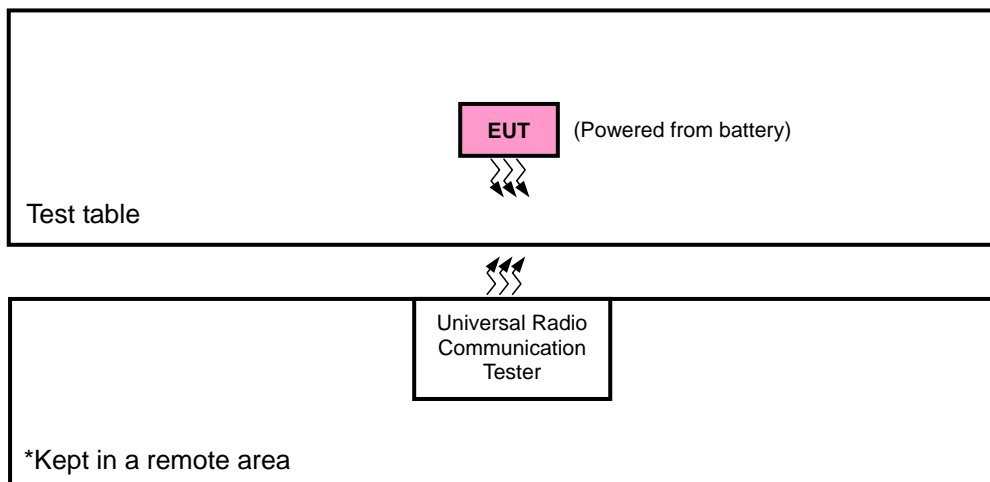 EUT
(Powered from battery)
Test table
Universal Radio
Communication
Tester
*Kept in a remote area